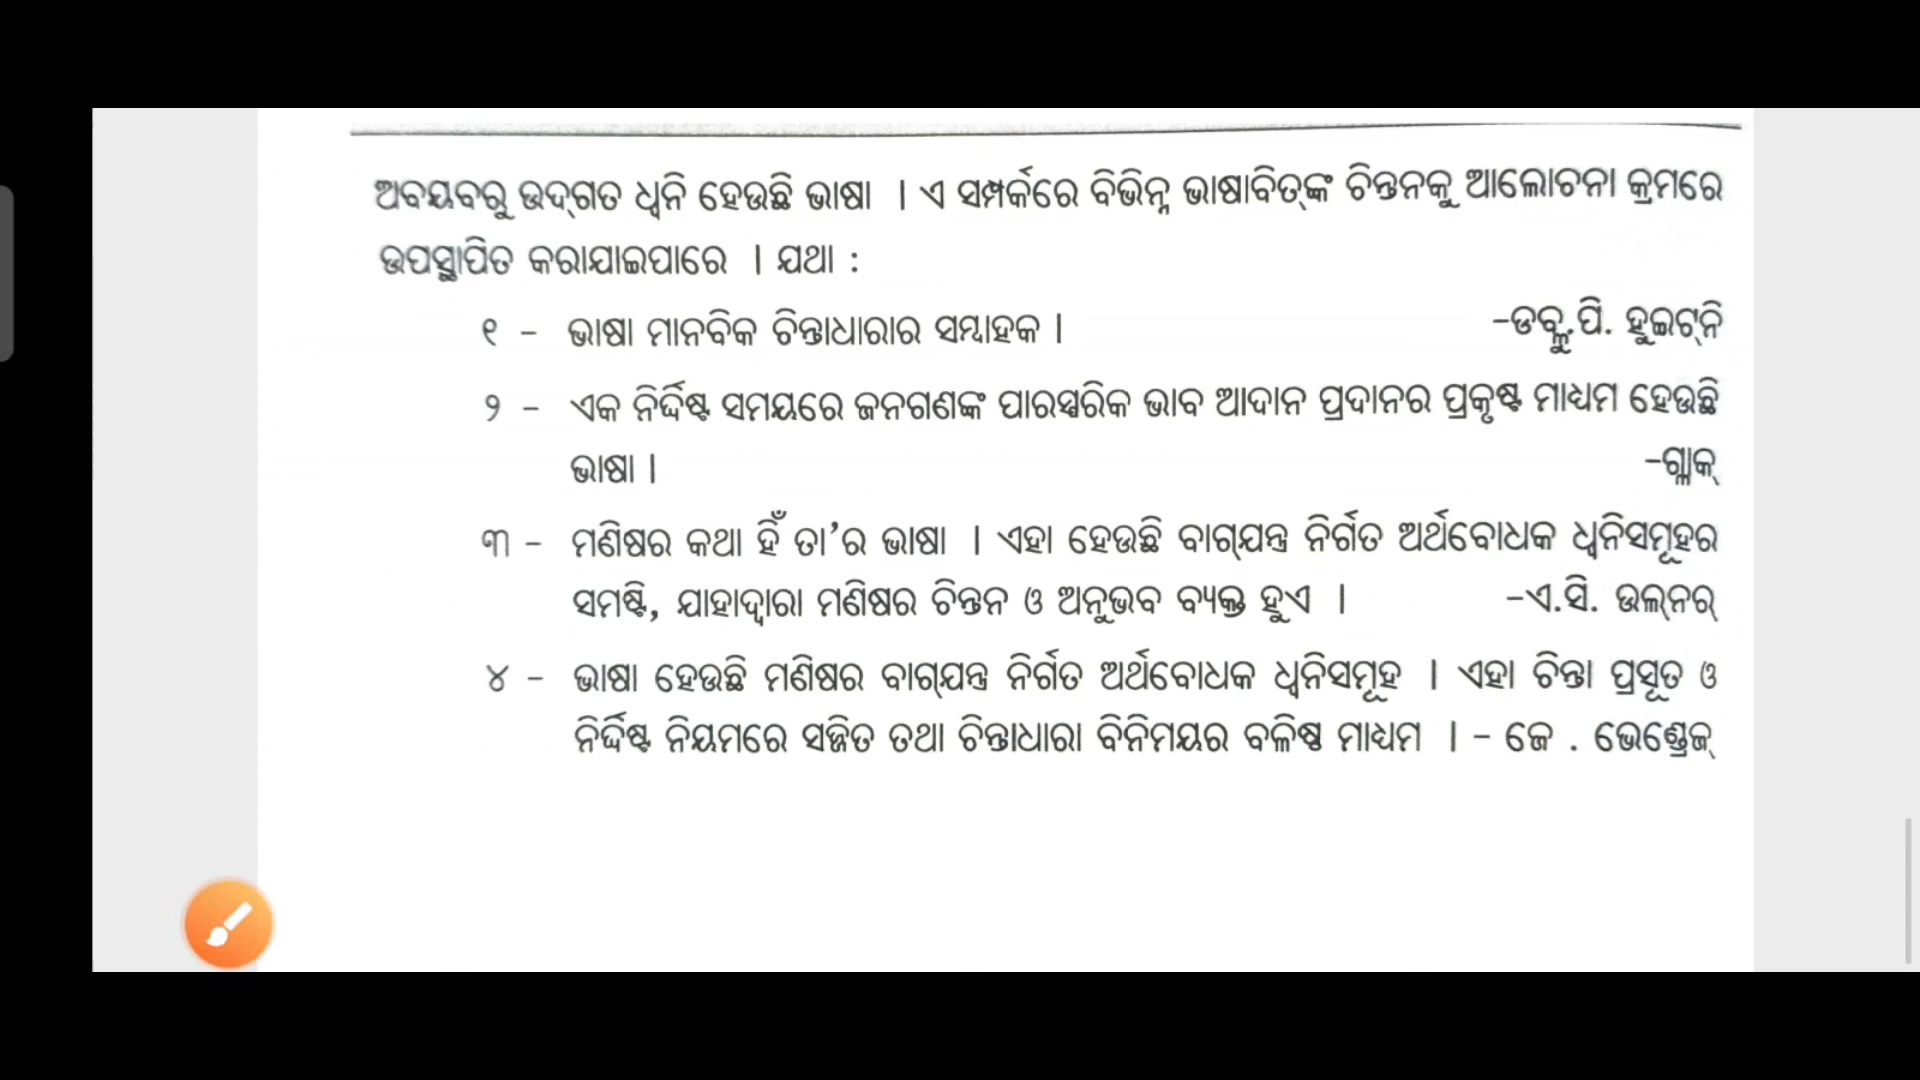 ଅବୟବରୁ ଉଦ୍‌ଗତ ଧ୍ୱନି ହେଉଛି ଭାଷା । ଏ ସମ୍ପର୍କରେ ବିଭିନ୍ନ ଭାଷାବିତ୍‌ଙ୍କ ଚିନ୍ତନକୁ ଆଲୋଚନା କ୍ରମରେ
ଉପସ୍ଥାପିତ କରାଯାଇପାରେ । ଯଥା :
୧ - ଭାଷା ମାନବିକ ଚିନ୍ତାଧାରାର ସମ୍ୱାହକ । -ଡବ୍ଲୁ.ପି. ହୁଇଟ୍‌ନି
୨ - ଏକ ନିର୍ଦ୍ଦିଷ୍ଟ ସମୟରେ ଜନଗଣଙ୍କ ପାରସ୍ପରିକ ଭାବ ଆଦାନ ପ୍ରଦାନର ପ୍ରକୃଷ୍ଟ ମାଧ୍ୟମ ହେଉଛି
ଭାଷା । -ଗ୍ଲାକ୍
୩ - ମଣିଷର କଥା ହିଁ ତା’ର ଭାଷା । ଏହା ହେଉଛି ବାଗ୍‌ଯନ୍ତ୍ର ନିର୍ଗତ ଅର୍ଥବୋଧକ ଧ୍ୱନିସମୂହର
ସମଷ୍ଟି, ଯାହାଦ୍ୱାରା ମଣିଷର ଚିନ୍ତନ ଓ ଅନୁଭବ ବ୍ୟକ୍ତ ହୁଏ । -ଏ.ସି. ଉଲ୍‌ନର୍
୪ - ଭାଷା ହେଉଛି ମଣିଷର ବାଗ୍‌ଯନ୍ତ୍ର ନିର୍ଗତ ଅର୍ଥବୋଧକ ଧ୍ୱନିସମୂହ । ଏହା ଚିନ୍ତା ପ୍ରସୂତ ଓ
ନିର୍ଦ୍ଦିଷ୍ଟ ନିୟମରେ ସଜ୍ଜିତ ତଥା ଚିନ୍ତାଧାରା ବିନିମୟର ବଳିଷ୍ଠ ମାଧ୍ୟମ । - ଜେ . ଭେଣ୍ଡ୍ରେଜ୍